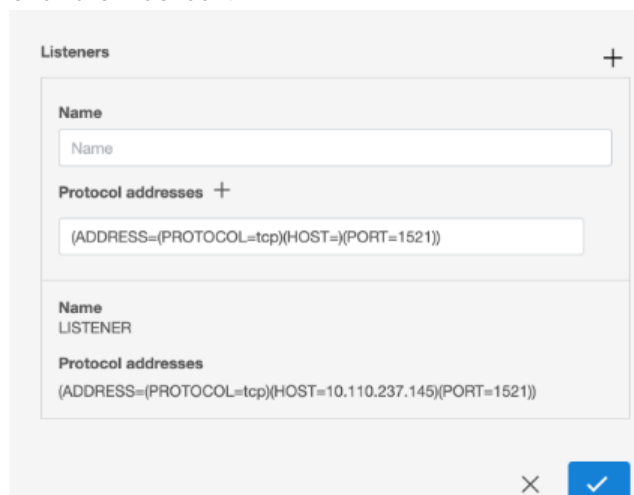 Listeners
Name
Name
Protocol addresses
(ADDRESS=(PROTOCOL=tcp)(HOST=)(PORT=1521))
Name
LISTENER
Protocol addresses
(ADDRESS=(PROTOCOL=tcp)(HOST=10.110.237.145)(PORT=1521))